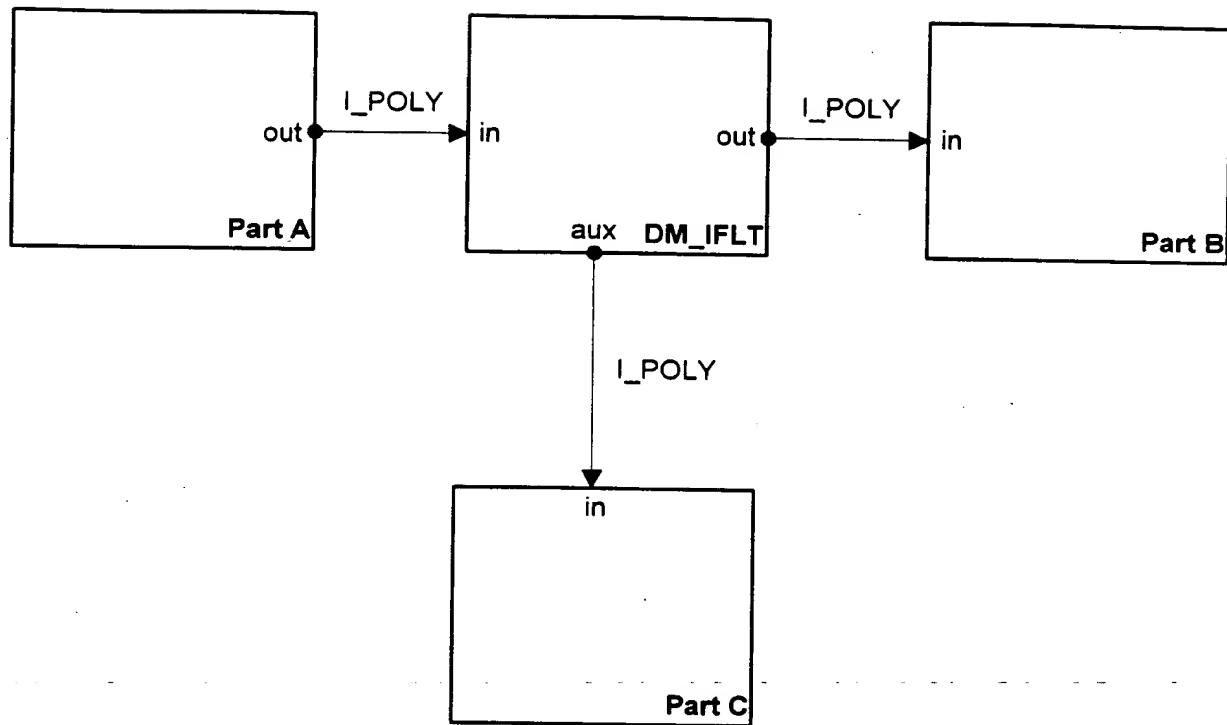 I_POLY
out
in
Part A
I_POLY
out
in
aux
DM_IFLT
Part B
I_POLY
in
Part C